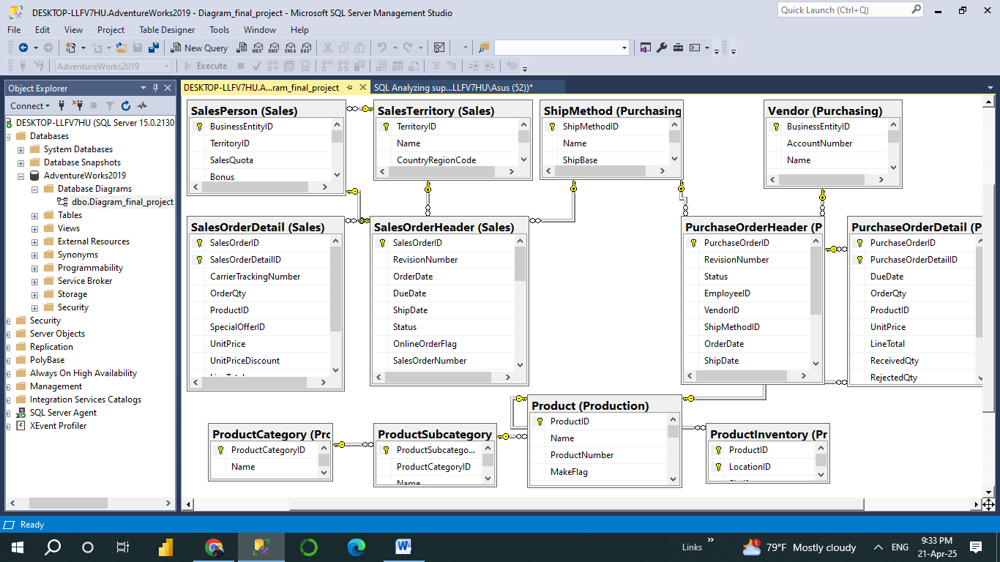 DESKTOP-LLFV7HU.AdventureWorks2019 - Diagram_final_project - Microsoft SQL Server Management Studio
Quick Launch (Ctrl+Q)
File Edit View Project Table Designer Tools Window Help
New Query
MDX DMX XMLA DAX
AdventureWorks2019
Execute
Object Explorer
Connect
DESKTOP-LLFV7HU (SQL Server 15.0.2130
Databases
System Databases
Database Snapshots
AdventureWorks2019
Database Diagrams
dbo.Diagram_final_project
Tables
Views
External Resources
Synonyms
Programmability
Service Broker
Storage
Security
Security
Server Objects
Replication
PolyBase
Always On High Availability
Management
Integration Services Catalogs
SQL Server Agent
XEvent Profiler
DESKTOP-LLFV7HU.A...ram_final_project
SQL Analyzing sup...LLFV7HU\Asus (52))*
SalesPerson (Sales)
BusinessEntityID
TerritoryID
SalesQuota
Bonus
SalesTerritory (Sales)
TerritoryID
Name
CountryRegionCode
ShipMethod (Purchasing
ShipMethodID
Name
ShipBase
Vendor (Purchasing)
BusinessEntityID
AccountNumber
Name
SalesOrderDetail (Sales)
SalesOrderID
SalesOrderDetailID
CarrierTrackingNumber
OrderQty
ProductID
SpecialOfferID
UnitPrice
UnitPriceDiscount
SalesOrderHeader (Sales)
SalesOrderID
RevisionNumber
OrderDate
DueDate
ShipDate
Status
OnlineOrderFlag
SalesOrderNumber
PurchaseOrderHeader (P
PurchaseOrderID
RevisionNumber
Status
EmployeeID
VendorID
ShipMethodID
OrderDate
ShipDate
PurchaseOrderDetail (P
PurchaseOrderID
PurchaseOrderDetailID
DueDate
OrderQty
ProductID
UnitPrice
LineTotal
ReceivedQty
RejectedQty
ProductCategory (Pro
ProductCategoryID
Name
ProductSubcategory
ProductSubcatego...
ProductCategoryID
Name
Product (Production)
ProductID
Name
ProductNumber
MakeFlag
ProductInventory (Pr
ProductID
LocationID
Ready
Links
1
79°F Mostly cloudy
ENG
9:33 PM
21-Apr-25